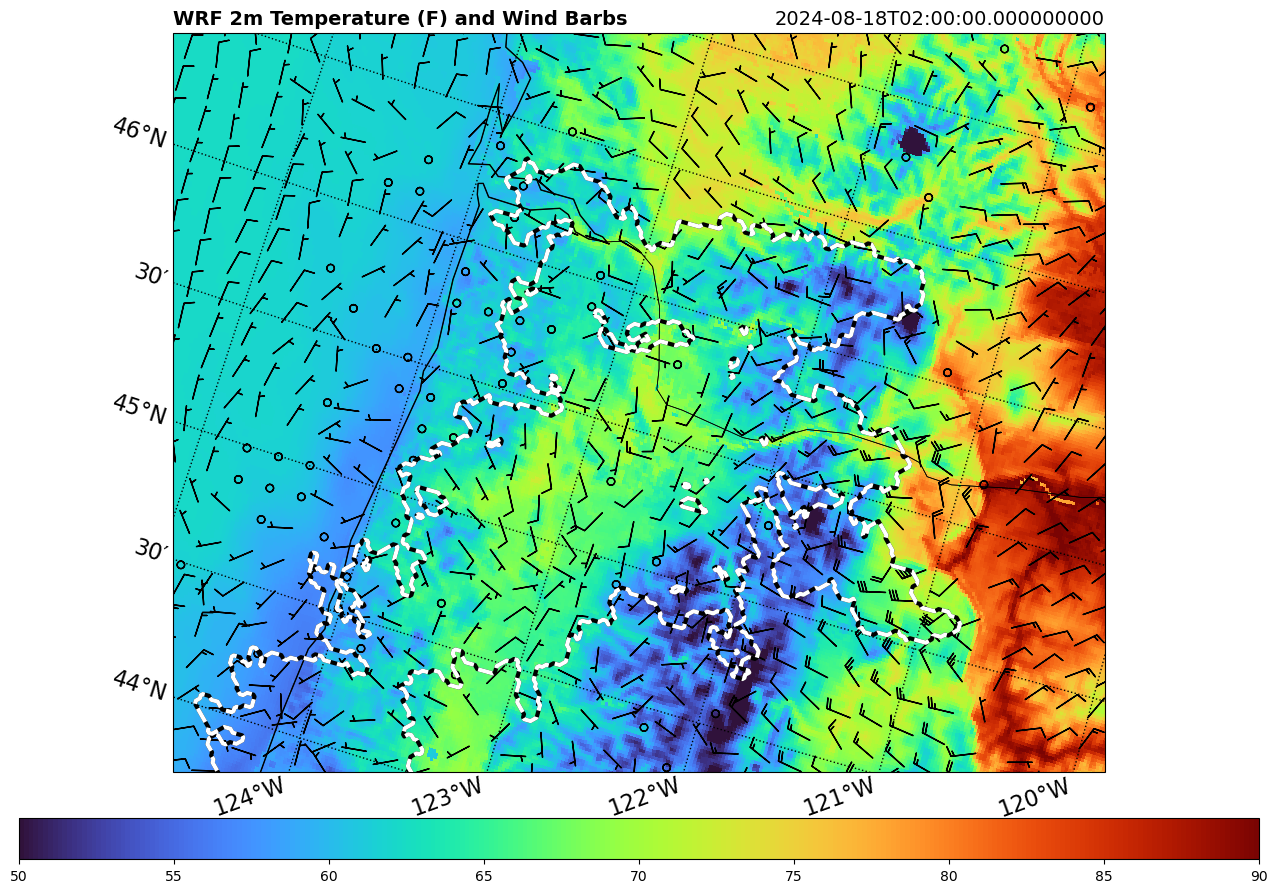 WRF 2m Temperature (F) and Wind Barbs 2024-08-18T02:00:00.000000000
46°N
30′
45°N
30′
44°N
124°W 123°W 122°W 121°W 120°W
50 55 60 65 70 75 80 85 90